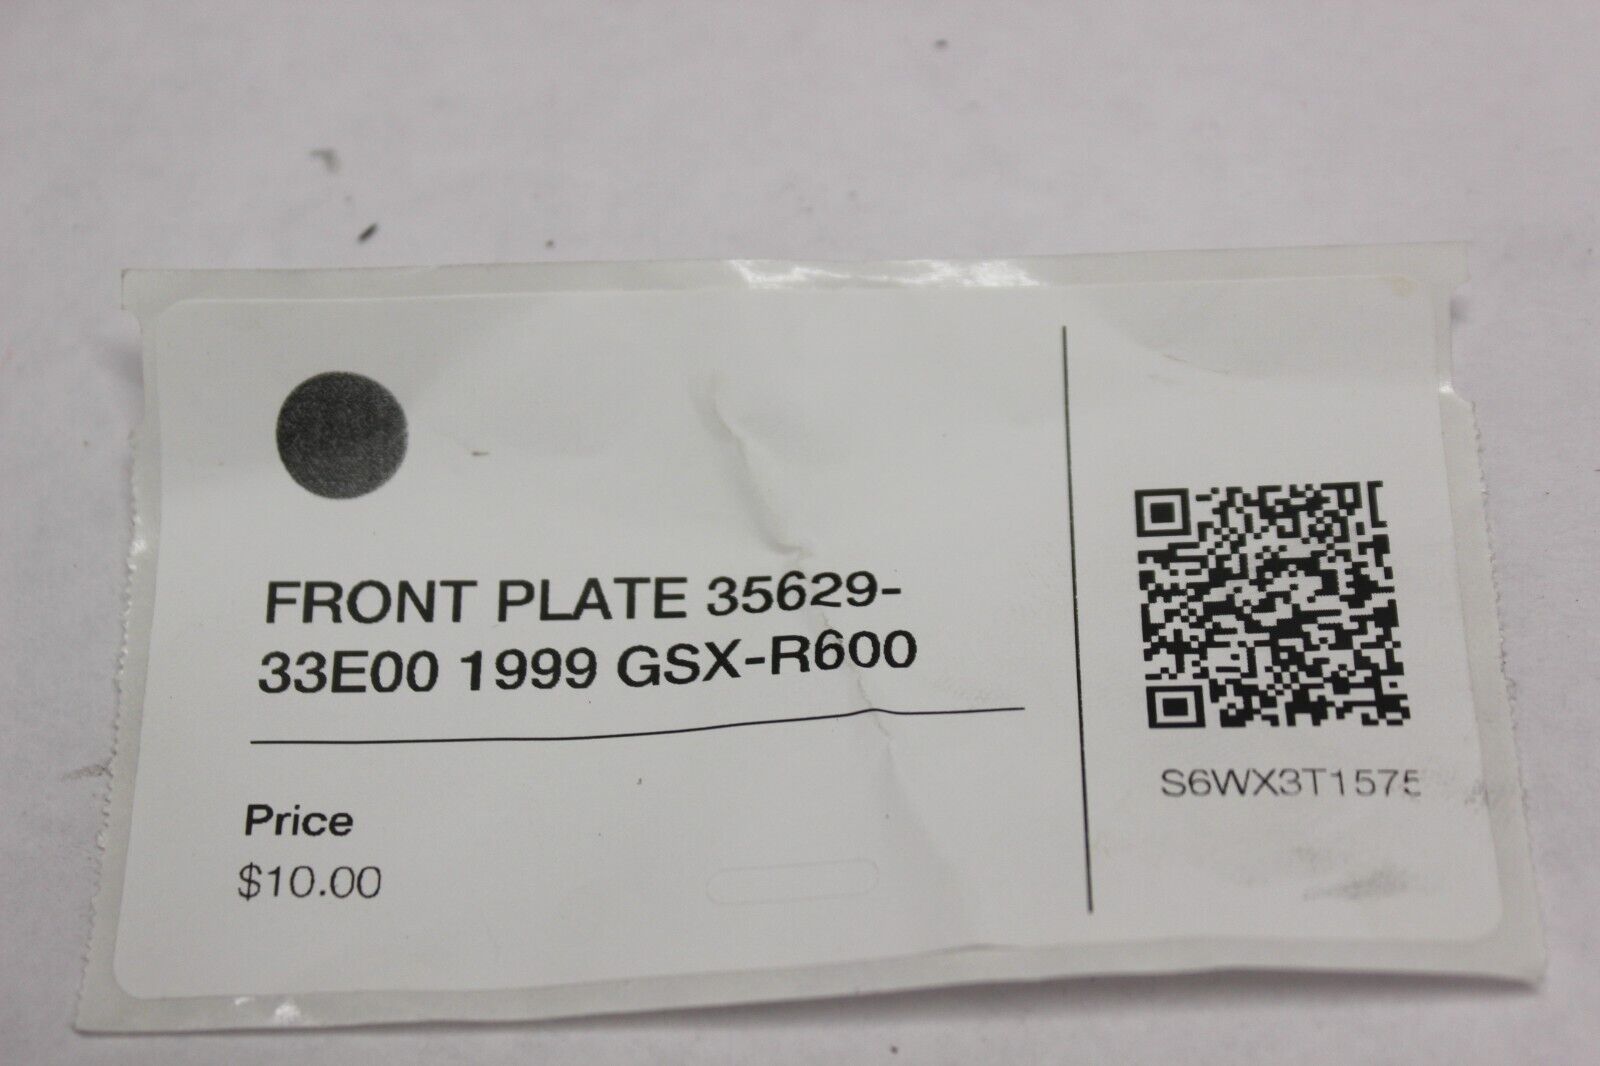 FRONT PLATE 35629-
33E00 1999 GSX-R600
Price
$10.00
S6WX3T1575